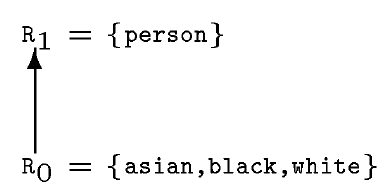 R1 = {person}
R0 = {asian,black,white}